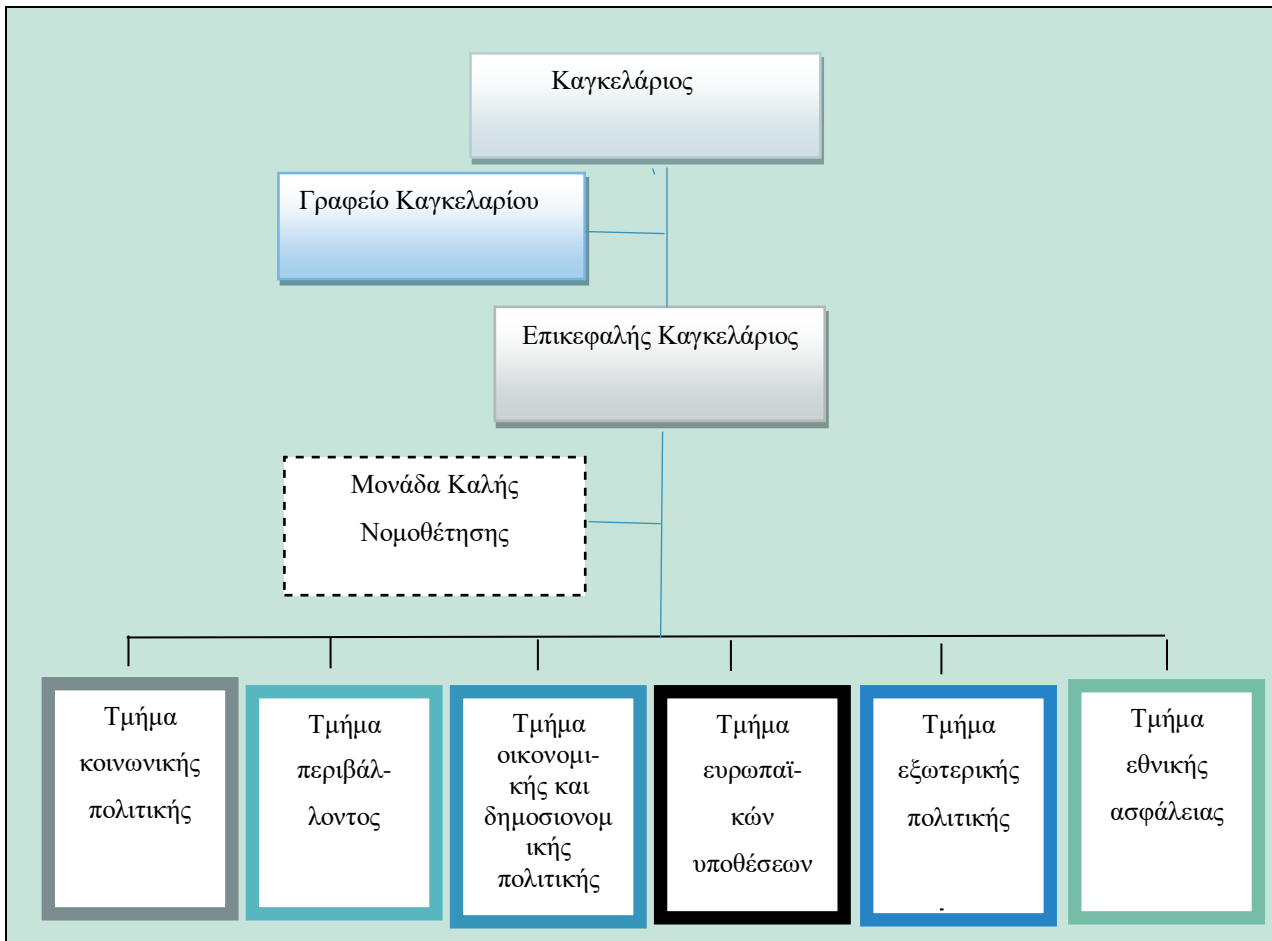 Καγκελάριος
Γραφείο Καγκελαρίου
Επικεφαλής Καγκελάριος
Μονάδα Καλής
Νομοθέτησης
Τμήμα
κοινωνικής
πολιτικής
Τμήμα
περιβάλ-
λοντος
Τμήμα
οικονομι-
κής και
δημοσιονομ
ικής
πολιτικής
Τμήμα
ευρωπαϊ-
κών
υποθέσεων
Τμήμα
εξωτερικής
πολιτικής
-
Τμήμα
εθνικής
ασφάλειας